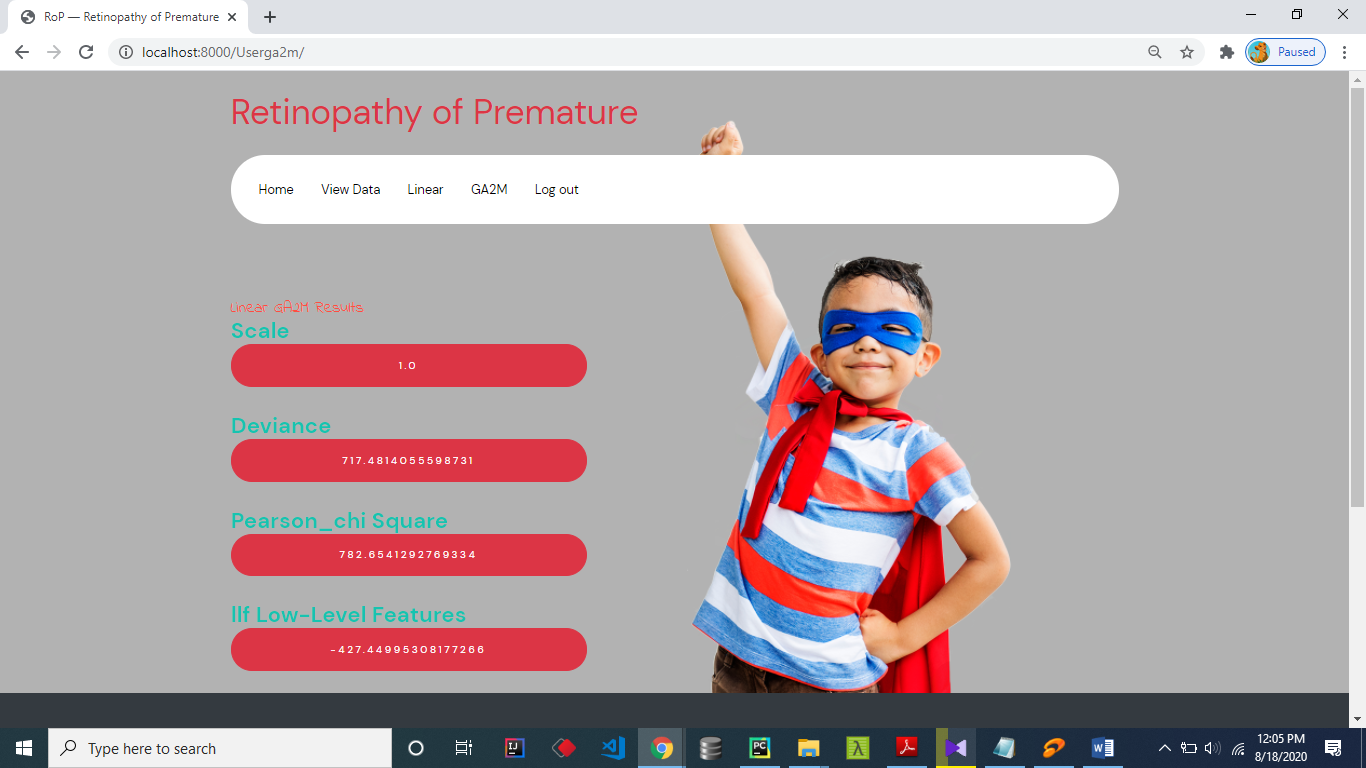 RoP — Retinopathy of Premature
localhost:8000/Userga2m/
Paused
Retinopathy of Premature
Home View Data Linear GA2M Log out
Linear GA2M Results
Scale
1.0
Deviance
717.4814055598731
Pearson_chi Square
782.6541292769334
llf Low-Level Features
-427.44995308177266
Type here to search
IJ
PC
W
12:05 PM
8/18/2020